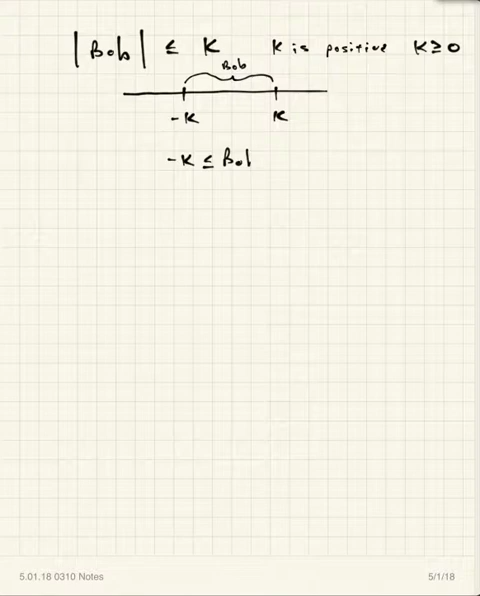 |Bob| ≤ K K is positive K ≥ 0
Bob
-K K
-K ≤ Bob
5.01.18 0310 Notes 5/1/18